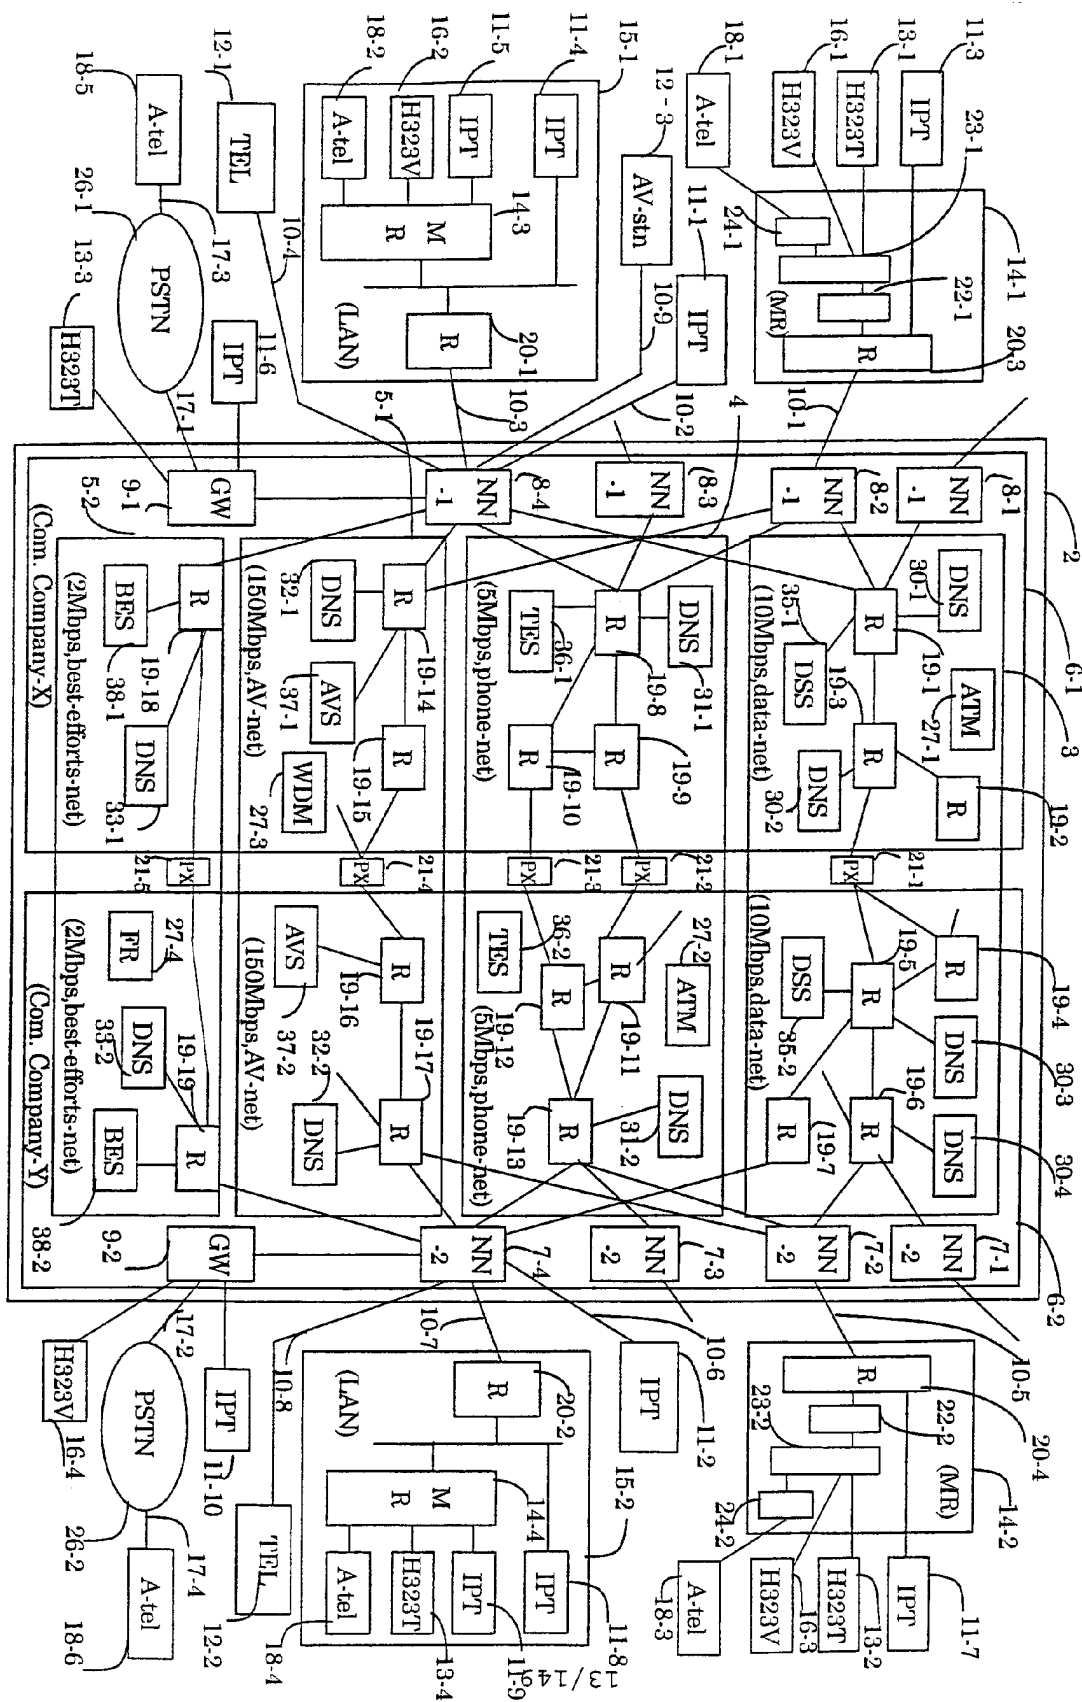 11-3
13-1
16-1
18-1
IPT
H323T
H323V
A-tel
23-1
24-1
14-1
22-1
20-3
(MR)
R
10-1
12-3
AV-stn
10-9
11-1
IPT
10-2
15-1
11-4
11-5
16-2
18-2
IPT
IPT
H323V
A-tel
14-3
M
R
(LAN)
20-1
R
10-3
12-1
TEL
10-4
18-5
A-tel
17-3
26-1
PSTN
17-1
13-3
H323T
11-6
IPT
2
6-1
3
4
5-1
5-2
8-1
NN
-1
8-2
NN
-1
8-3
NN
-1
8-4
NN
-1
9-1
GW
(Com. Company-X)
DNS
30-1
R
19-1
ATM
27-1
35-1
DSS
19-3
R
19-2
R
30-2
DNS
(10Mbps,data-net)
DNS
31-1
R
19-8
TES
36-1
R
19-9
R
19-10
(5Mbps,phone-net)
R
19-14
DNS
32-1
AVS
37-1
R
19-15
WDM
27-3
(150Mbps,AV-net)
R
19-18
BES
38-1
DNS
33-1
(2Mbps,best-efforts-net)
21-1
PX
21-2
PX
21-3
PX
21-4
PX
21-5
PX
(10Mbps,data-net)
19-4
R
19-5
R
DSS
35-2
DNS
30-3
19-6
R
DNS
30-4
R
19-7
27-2
ATM
36-2
TES
R
19-11
R
19-12
R
19-13
DNS
31-2
(5Mbps,phone-net)
R
19-16
AVS
37-2
R
19-17
DNS
32-2
(150Mbps,AV-net)
27-4
FR
DNS
33-2
19-19
R
BES
38-2
(2Mbps,best-efforts-net)
(Com. Company-Y)
6-2
NN
-2
7-1
NN
-2
7-2
NN
-2
7-3
NN
-2
7-4
GW
9-2
10-5
20-4
R
22-2
23-2
24-2
(MR)
14-2
IPT
11-7
H323T
13-2
H323V
16-3
A-tel
18-3
10-6
IPT
11-2
10-7
R
20-2
(LAN)
15-2
M
R
14-4
IPT
11-8
IPT
11-9
H323T
13-4
A-tel
18-4
10-8
TEL
12-2
IPT
11-10
17-2
PSTN
26-2
H323V
16-4
17-4
A-tel
18-6